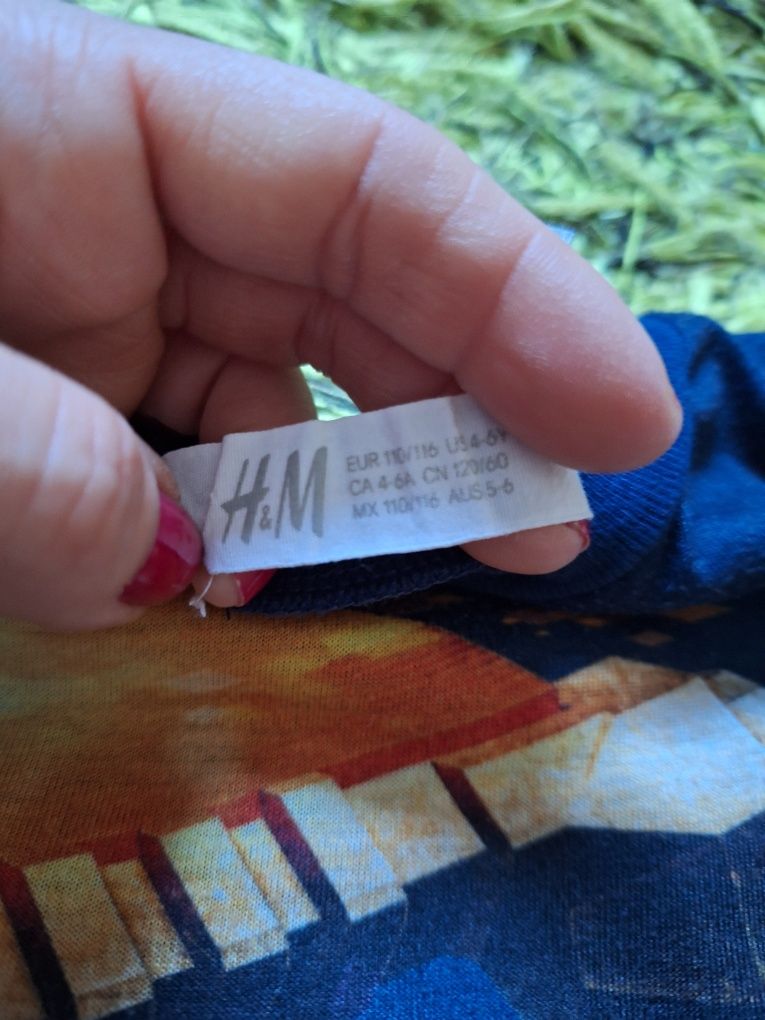 H&M
EUR 110/116 US 4-6Y
CA 4-6A CN 120/60
MX 110/116 AUS 5-6